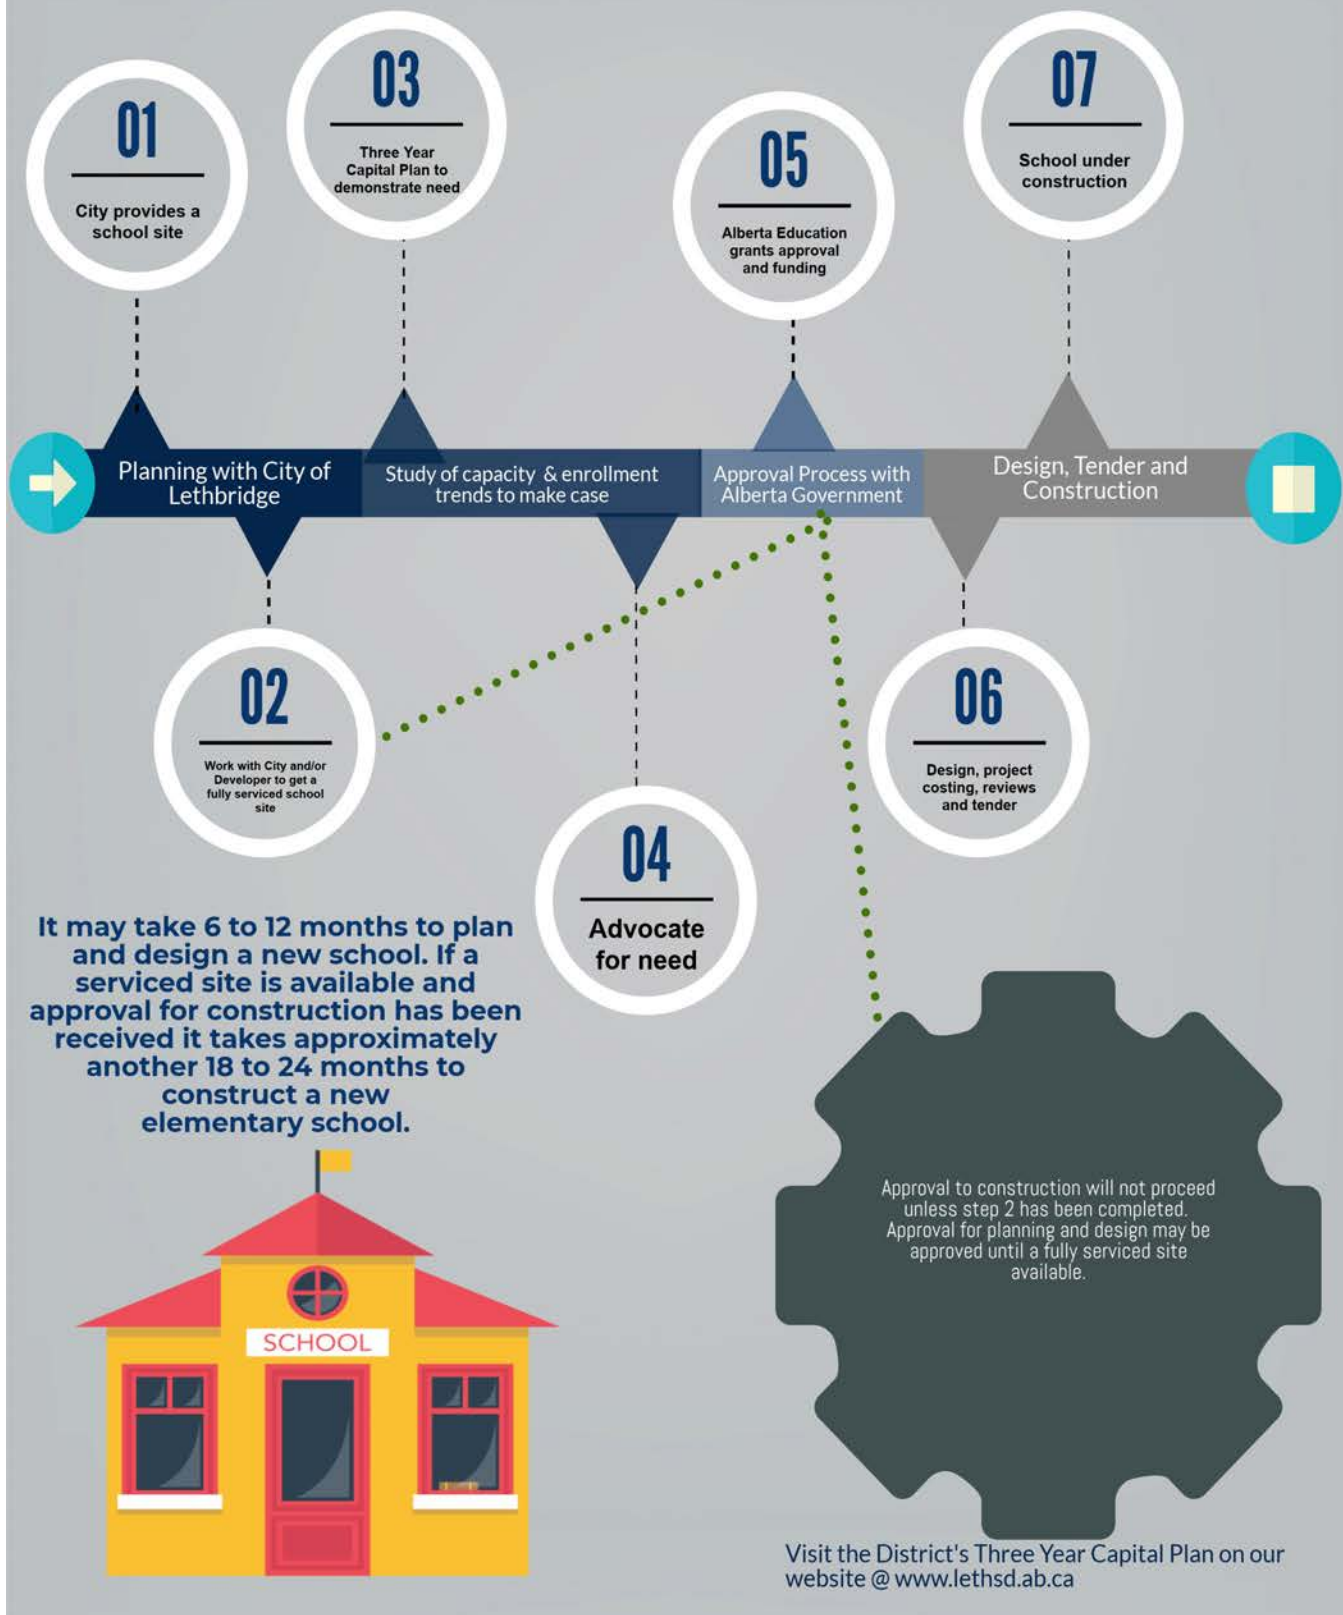 01
City provides a
school site
03
Three Year
Capital Plan to
demonstrate need
05
Alberta Education
grants approval
and funding
07
School under
construction
Planning with City of
Lethbridge
Study of capacity & enrollment
trends to make case
Approval Process with
Alberta Government
Design, Tender and
Construction
02
Work with City and/or
Developer to get a
fully serviced school
site
04
Advocate
for need
06
Design, project
costing, reviews
and tender
It may take 6 to 12 months to plan
and design a new school. If a
serviced site is available and
approval for construction has been
received it takes approximately
another 18 to 24 months to
construct a new
elementary school.
SCHOOL
Approval to construction will not proceed
unless step 2 has been completed.
Approval for planning and design may be
approved until a fully serviced site
available.
Visit the District's Three Year Capital Plan on our
website @ www.lethsd.ab.ca